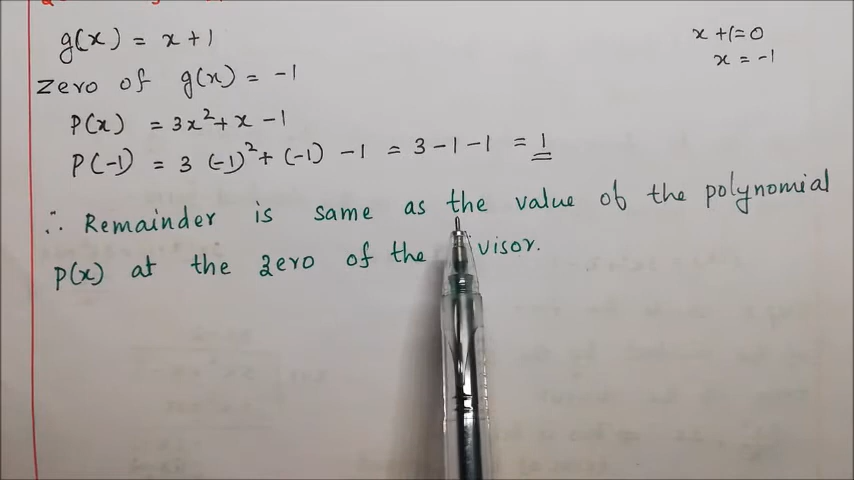 g(x) = x + 1
x + 1 = 0
x = -1
Zero of g(x) = -1
P(x) = 3x² + x - 1
P(-1) = 3 (-1)² + (-1) - 1 = 3 - 1 - 1 = 1
∴ Remainder is same as the value of the polynomial
P(x) at the zero of the visor.